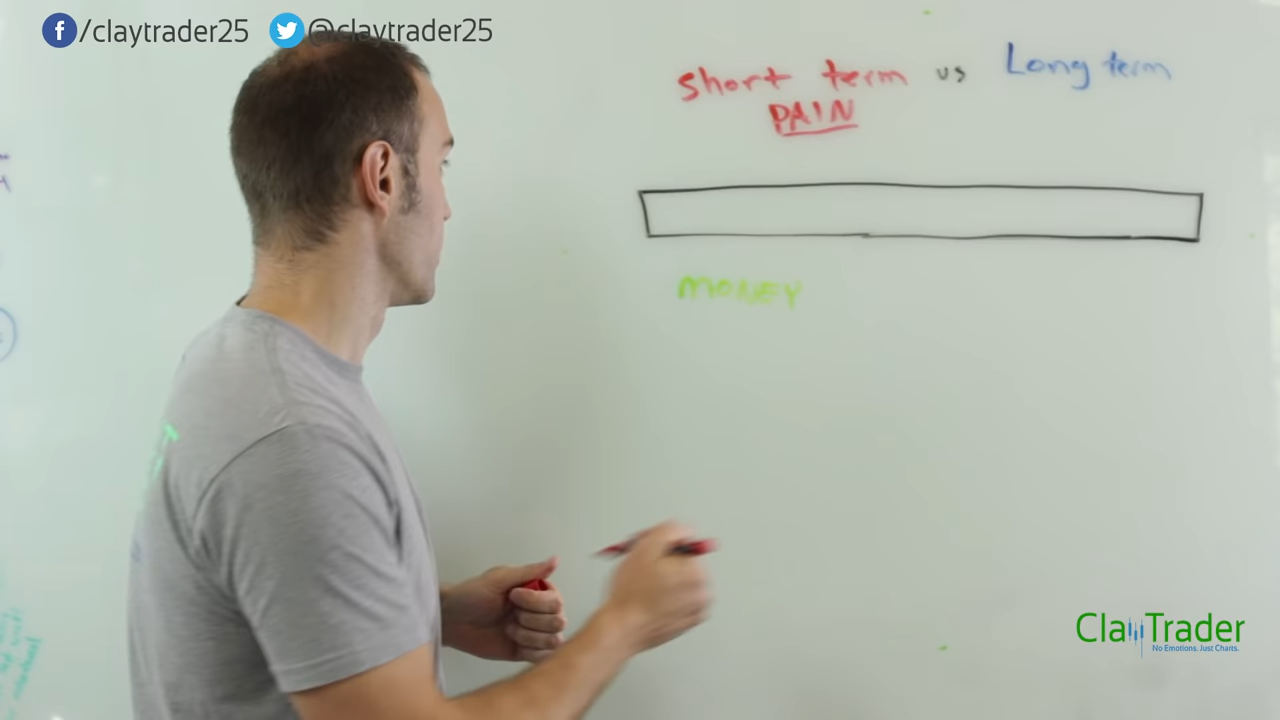 /claytrader25 @claytrader25
short term vs Long term
PAIN
MONEY
ClayTrader
No Emotions. Just Charts.